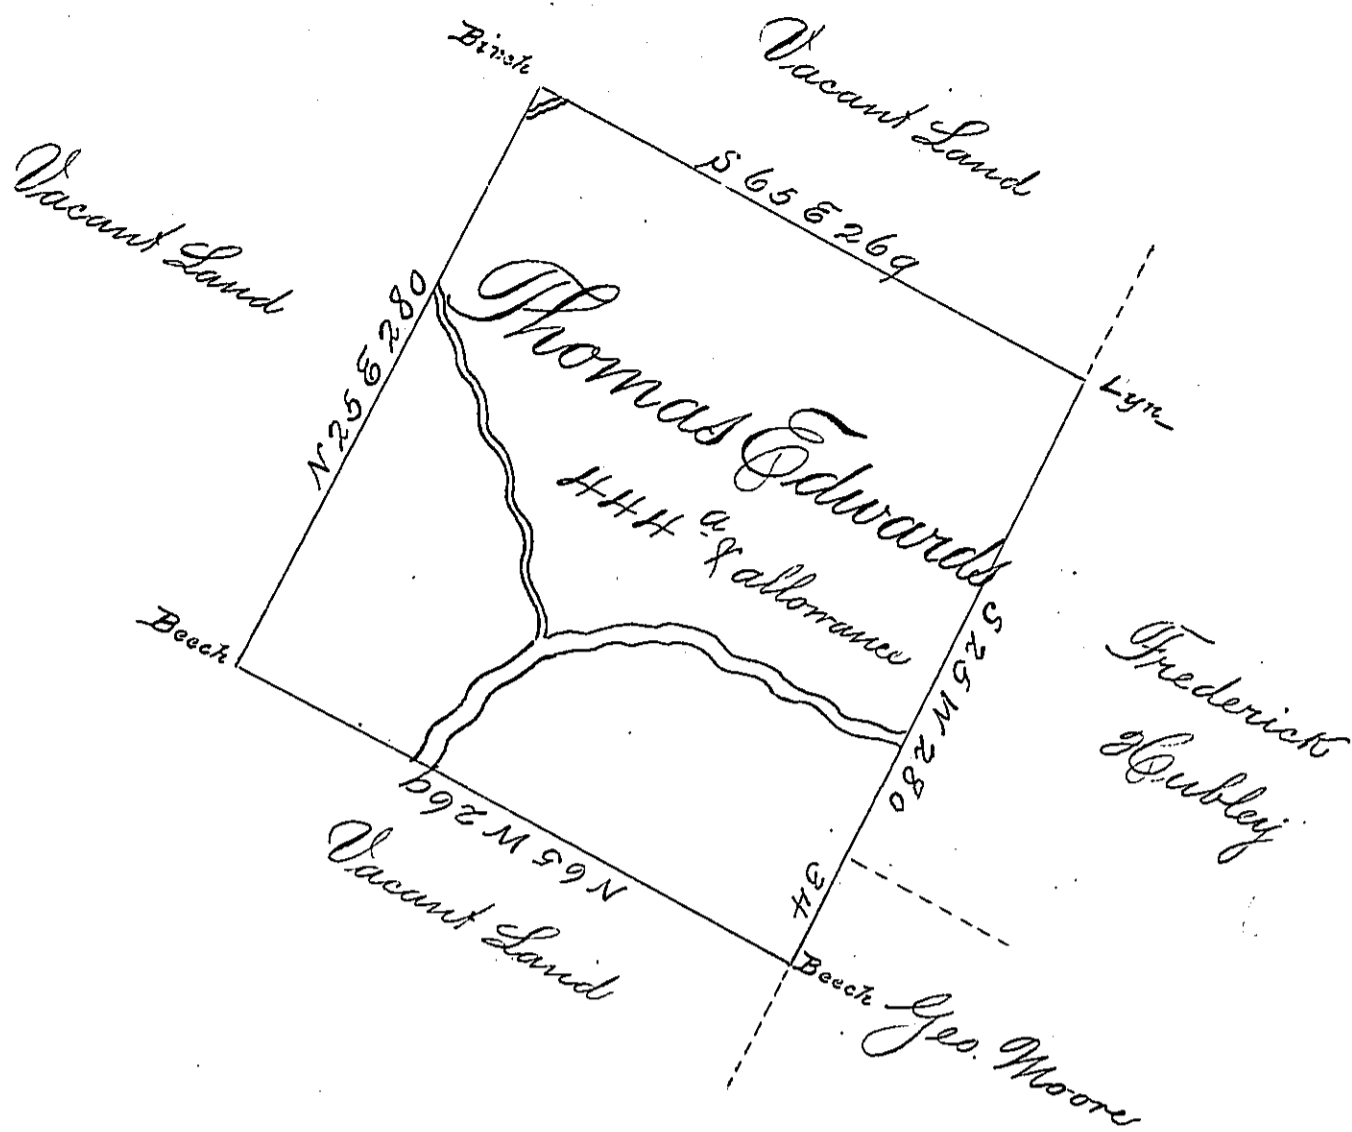 Birch
Vacant Land
S 65 E 269
Vacant Land
Lyn
N 25 E 280
Thomas Edwards
444 a
& allowance
S 25 W 280
Frederick
Hubley
Beech
N 65 W 269
Vacant Land
34
Beech
Geo. Moore